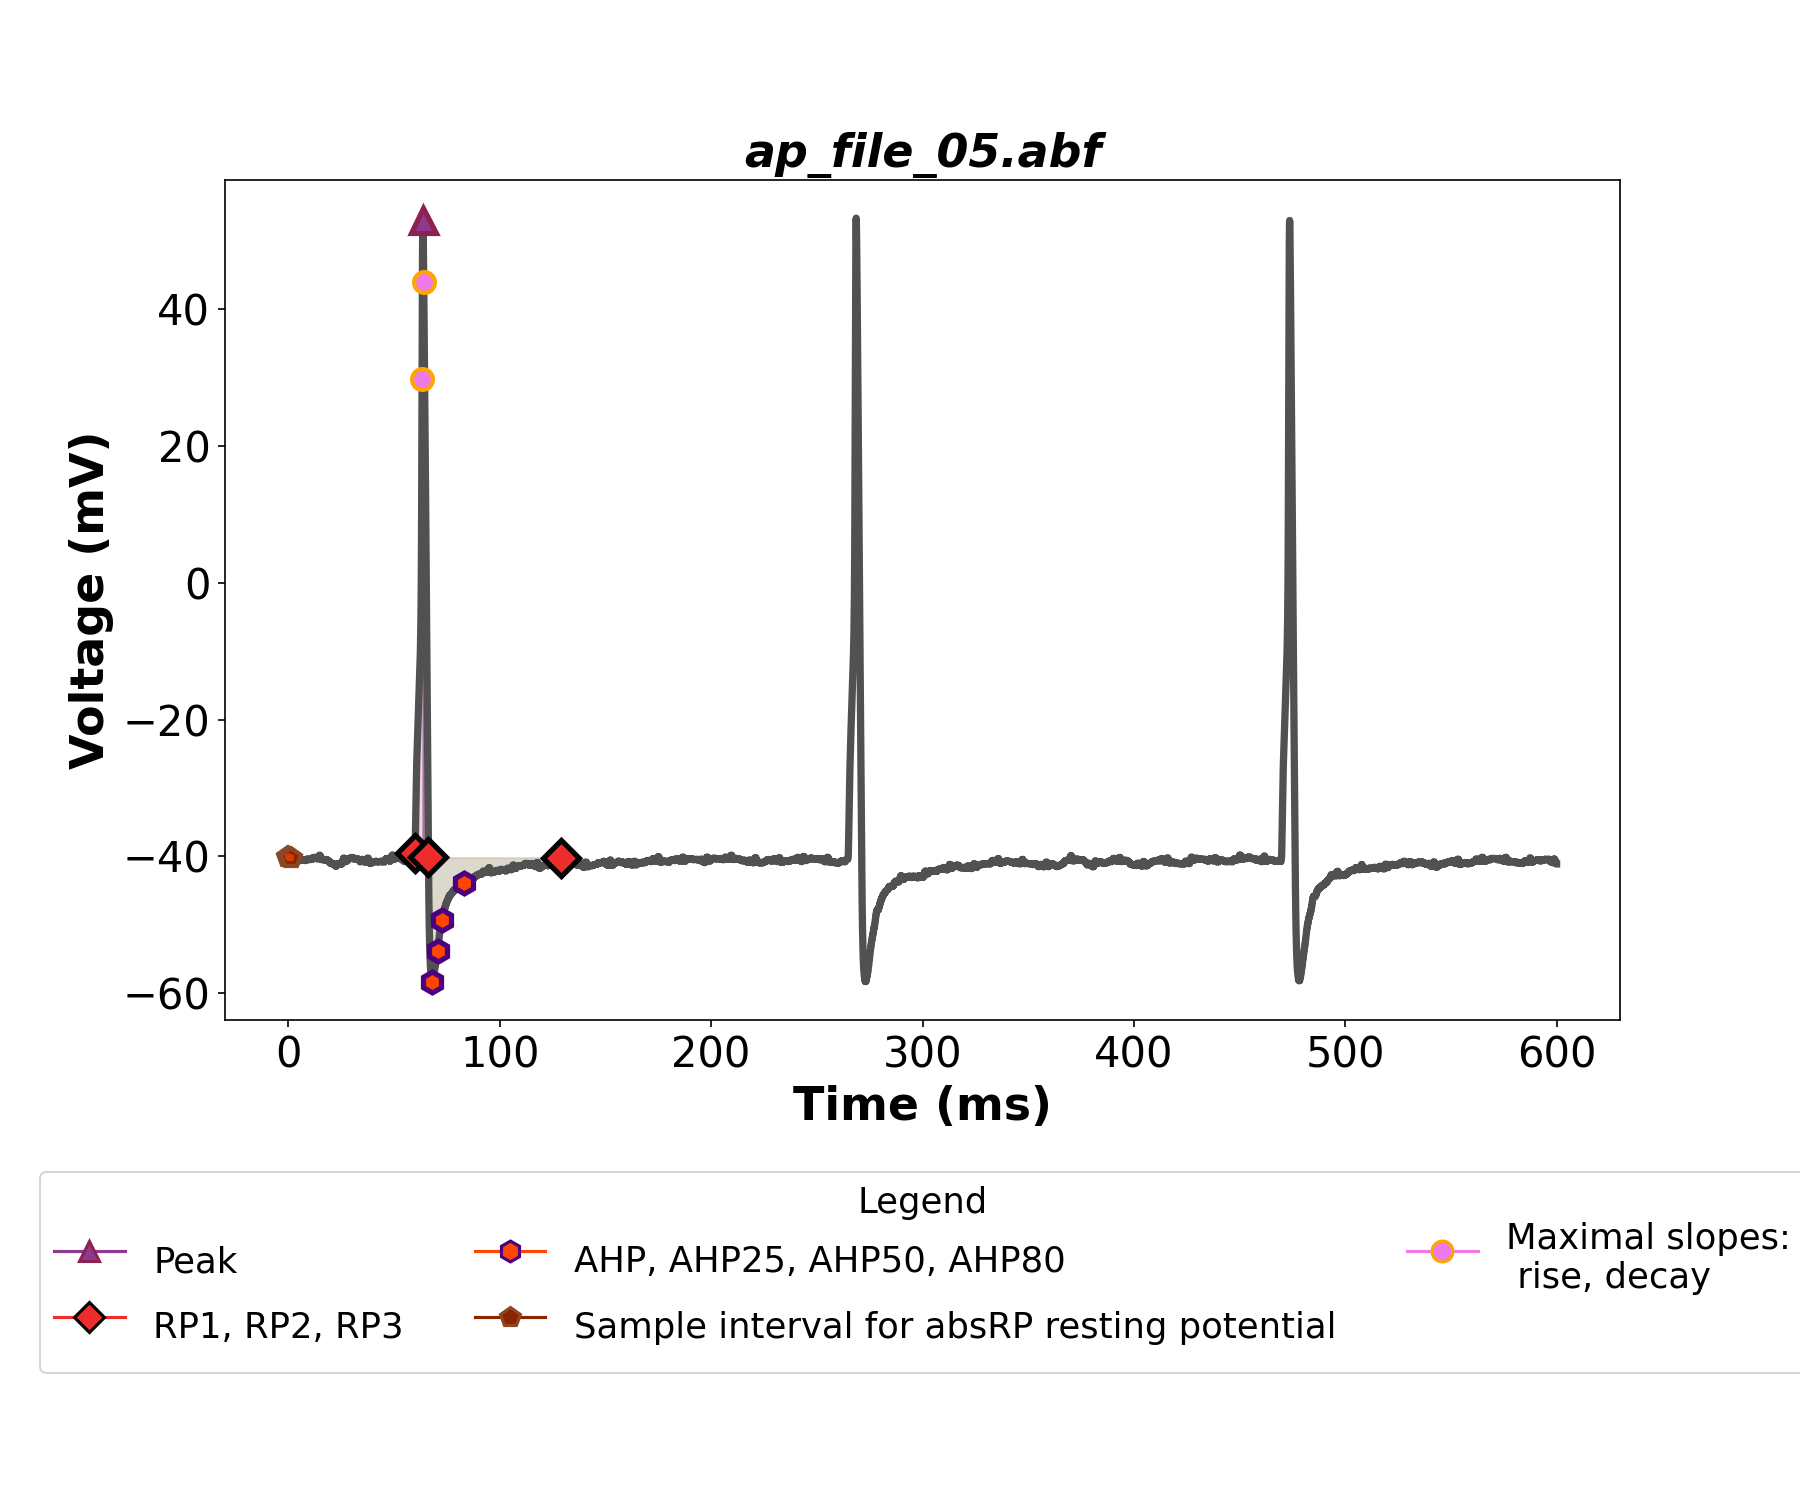 ap_file_05.abf
Voltage (mV)
40
20
0
−20
−40
−60
0 100 200 300 400 500 600
Time (ms)
Legend
Peak
RP1, RP2, RP3
AHP, AHP25, AHP50, AHP80
Sample interval for absRP resting potential
Maximal slopes:
rise, decay